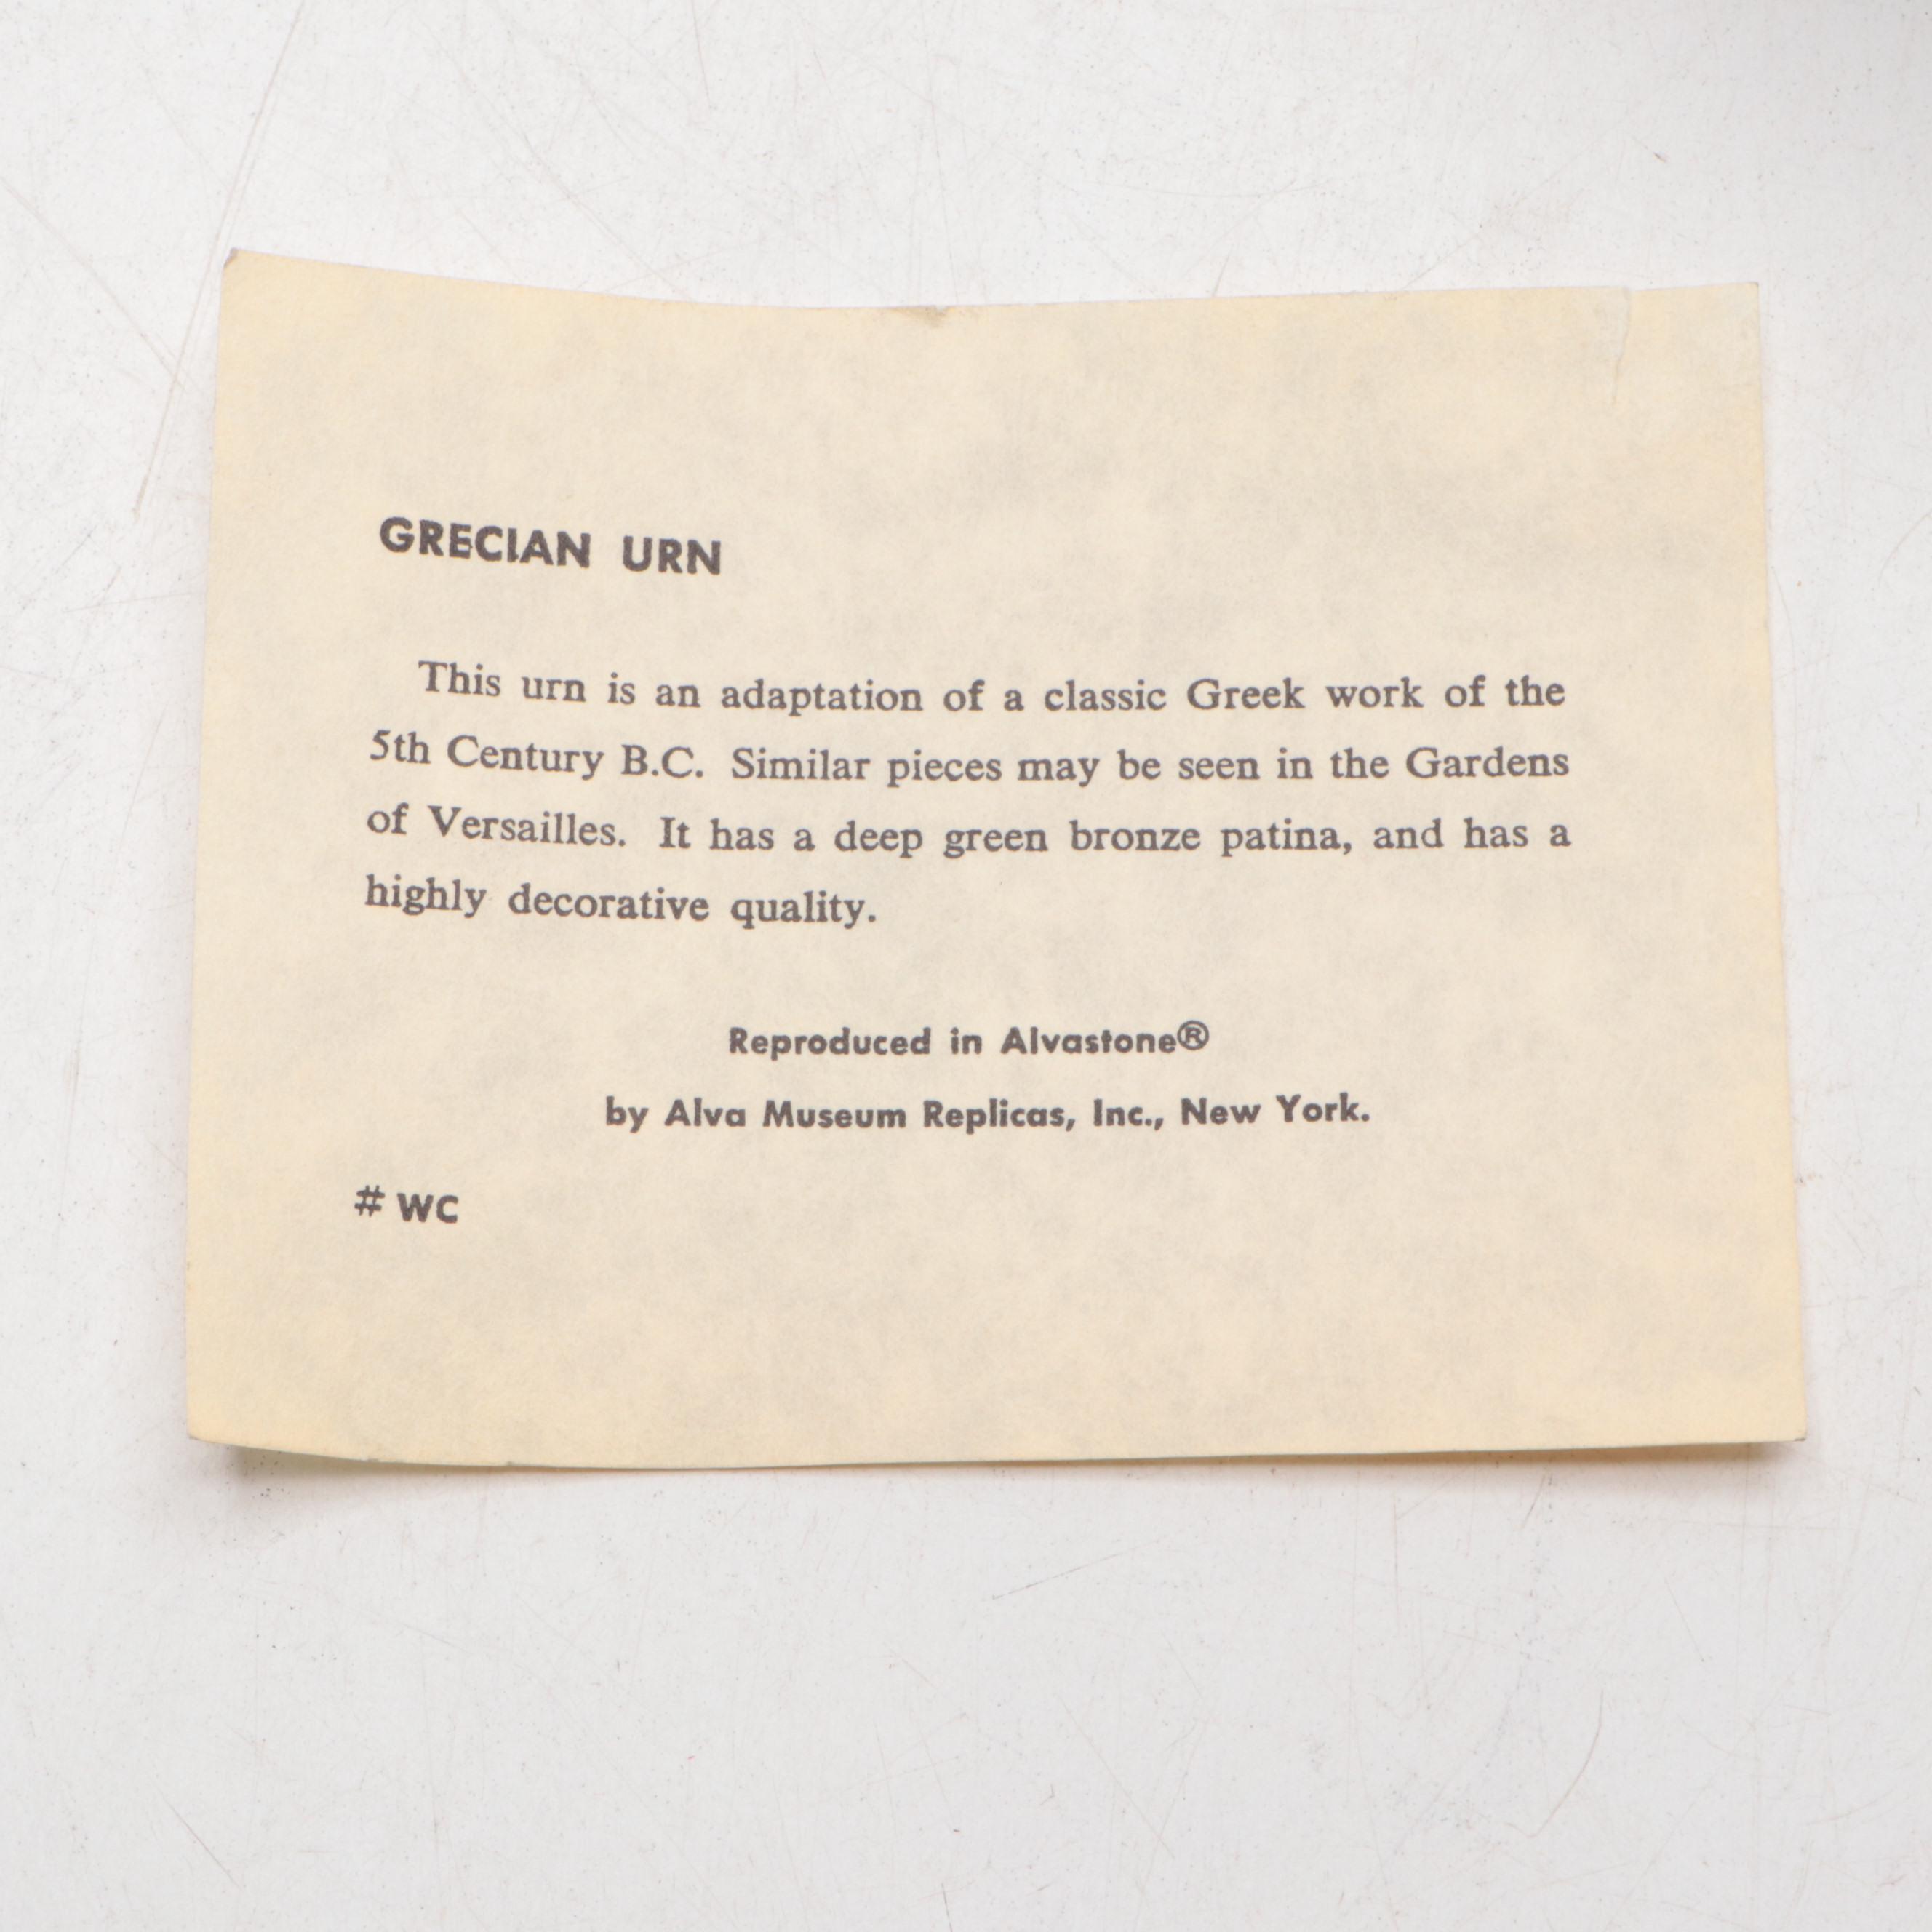 GRECIAN URN
This urn is an adaptation of a classic Greek work of the
5th Century B.C. Similar pieces may be seen in the Gardens
of Versailles. It has a deep green bronze patina, and has a
highly decorative quality.
Reproduced in Alvastone®
by Alva Museum Replicas, Inc., New York.
# WC